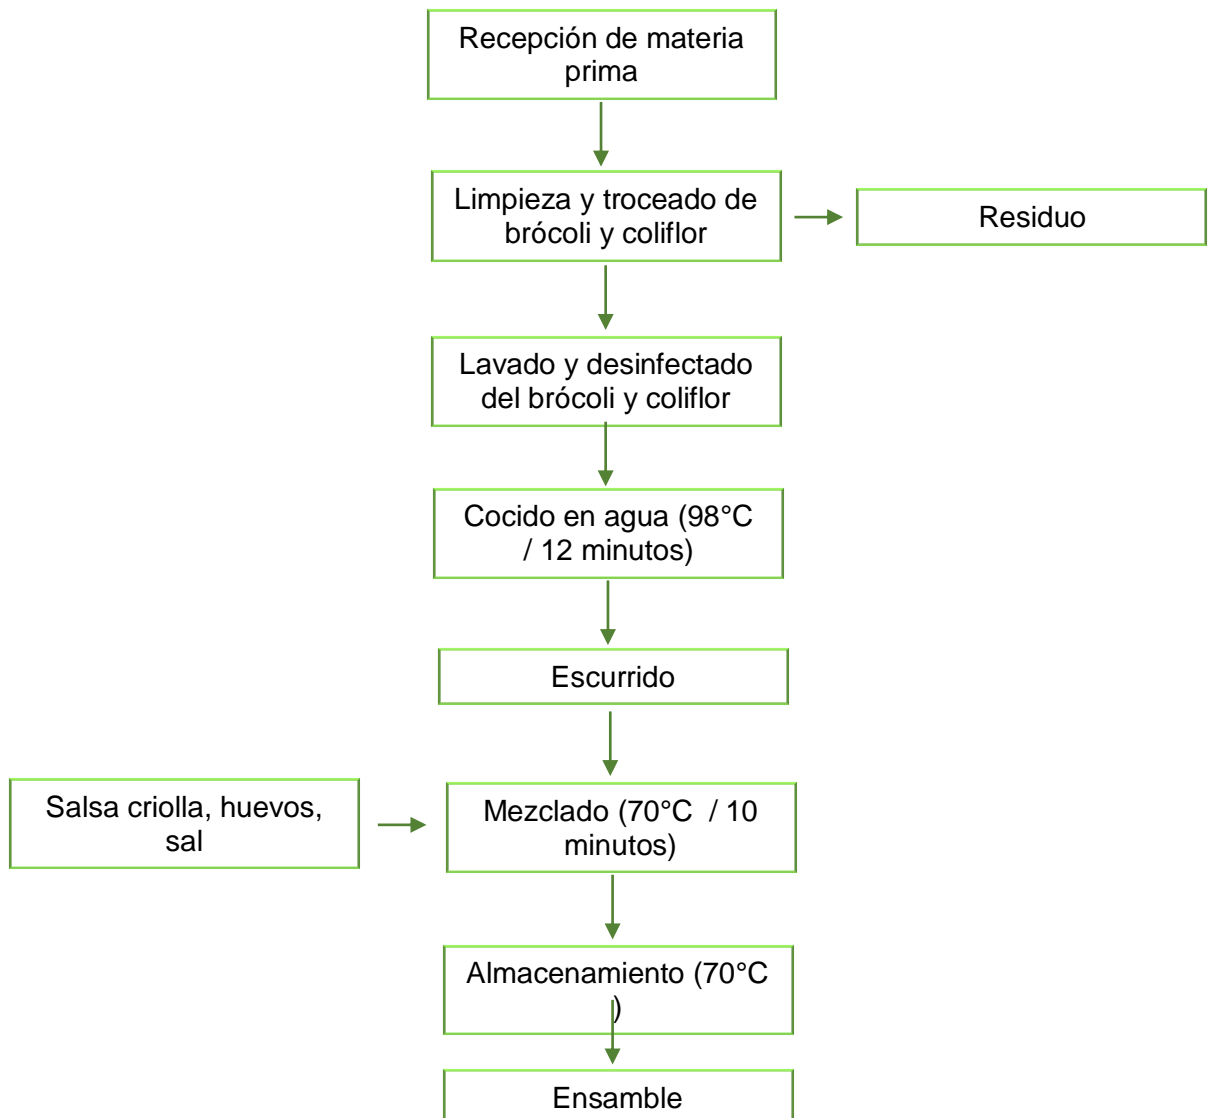 Recepción de materia
prima
Limpieza y troceado de
brócoli y coliflor
Residuo
Lavado y desinfectado
del brócoli y coliflor
Cocido en agua (98°C
/ 12 minutos)
Escurrido
Salsa criolla, huevos,
sal
Mezclado (70°C / 10
minutos)
Almacenamiento (70°C
)
Ensamble